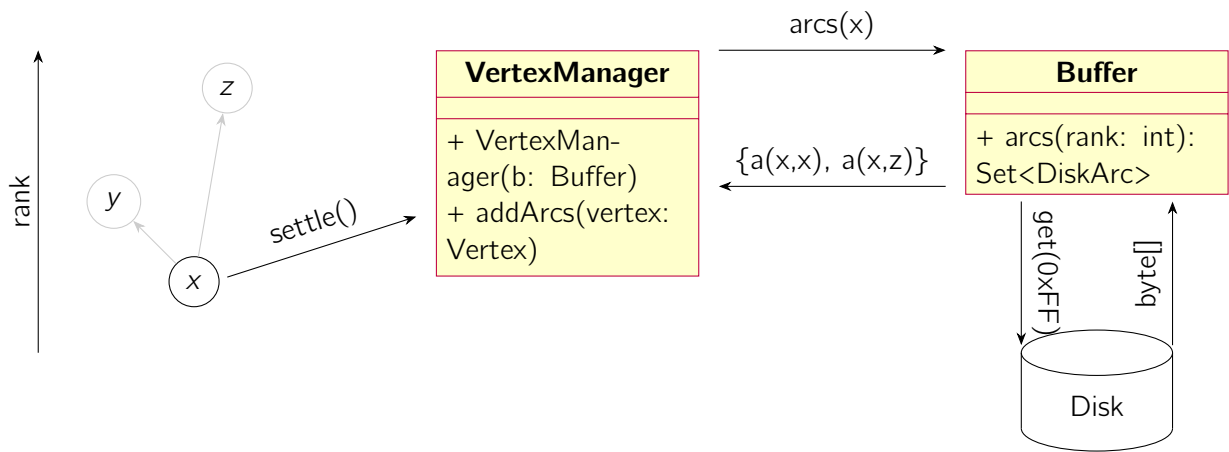 rank
z
y
x
settle()
VertexManager
+ VertexMan-
ager(b: Buffer)
+ addArcs(vertex:
Vertex)
arcs(x)
{a(x,x), a(x,z)}
Buffer
+ arcs(rank: int):
Set<DiskArc>
get(0xFF)
byte[]
Disk